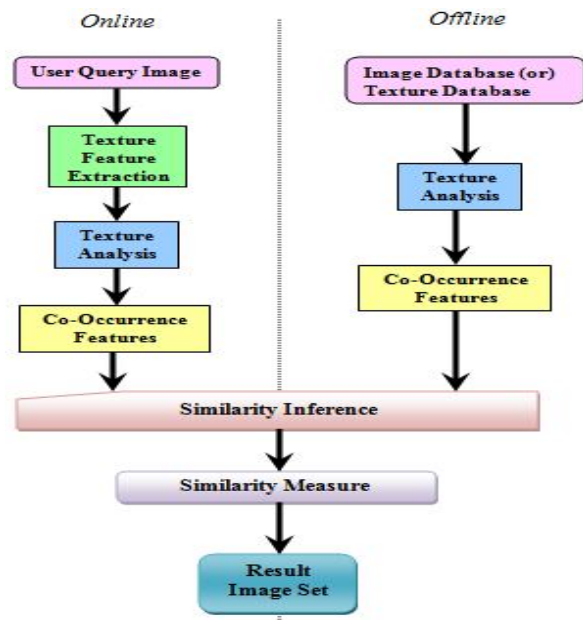 Online
Offline
User Query Image
Image Database (or)
Texture Database
Texture
Feature
Extraction
Texture
Analysis
Texture
Analysis
Co-Occurrence
Features
Co-Occurrence
Features
Similarity Inference
Similarity Measure
Result
Image Set